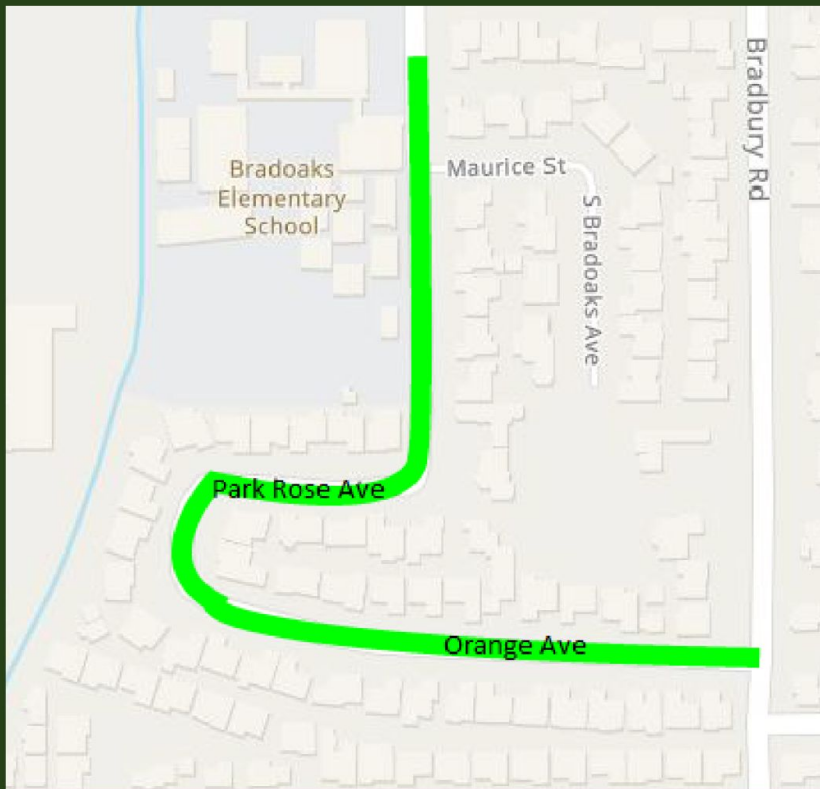 Bradbury Rd
Bradoaks
Elementary
School
Maurice St
S Bradoaks Ave
Park Rose Ave
Orange Ave